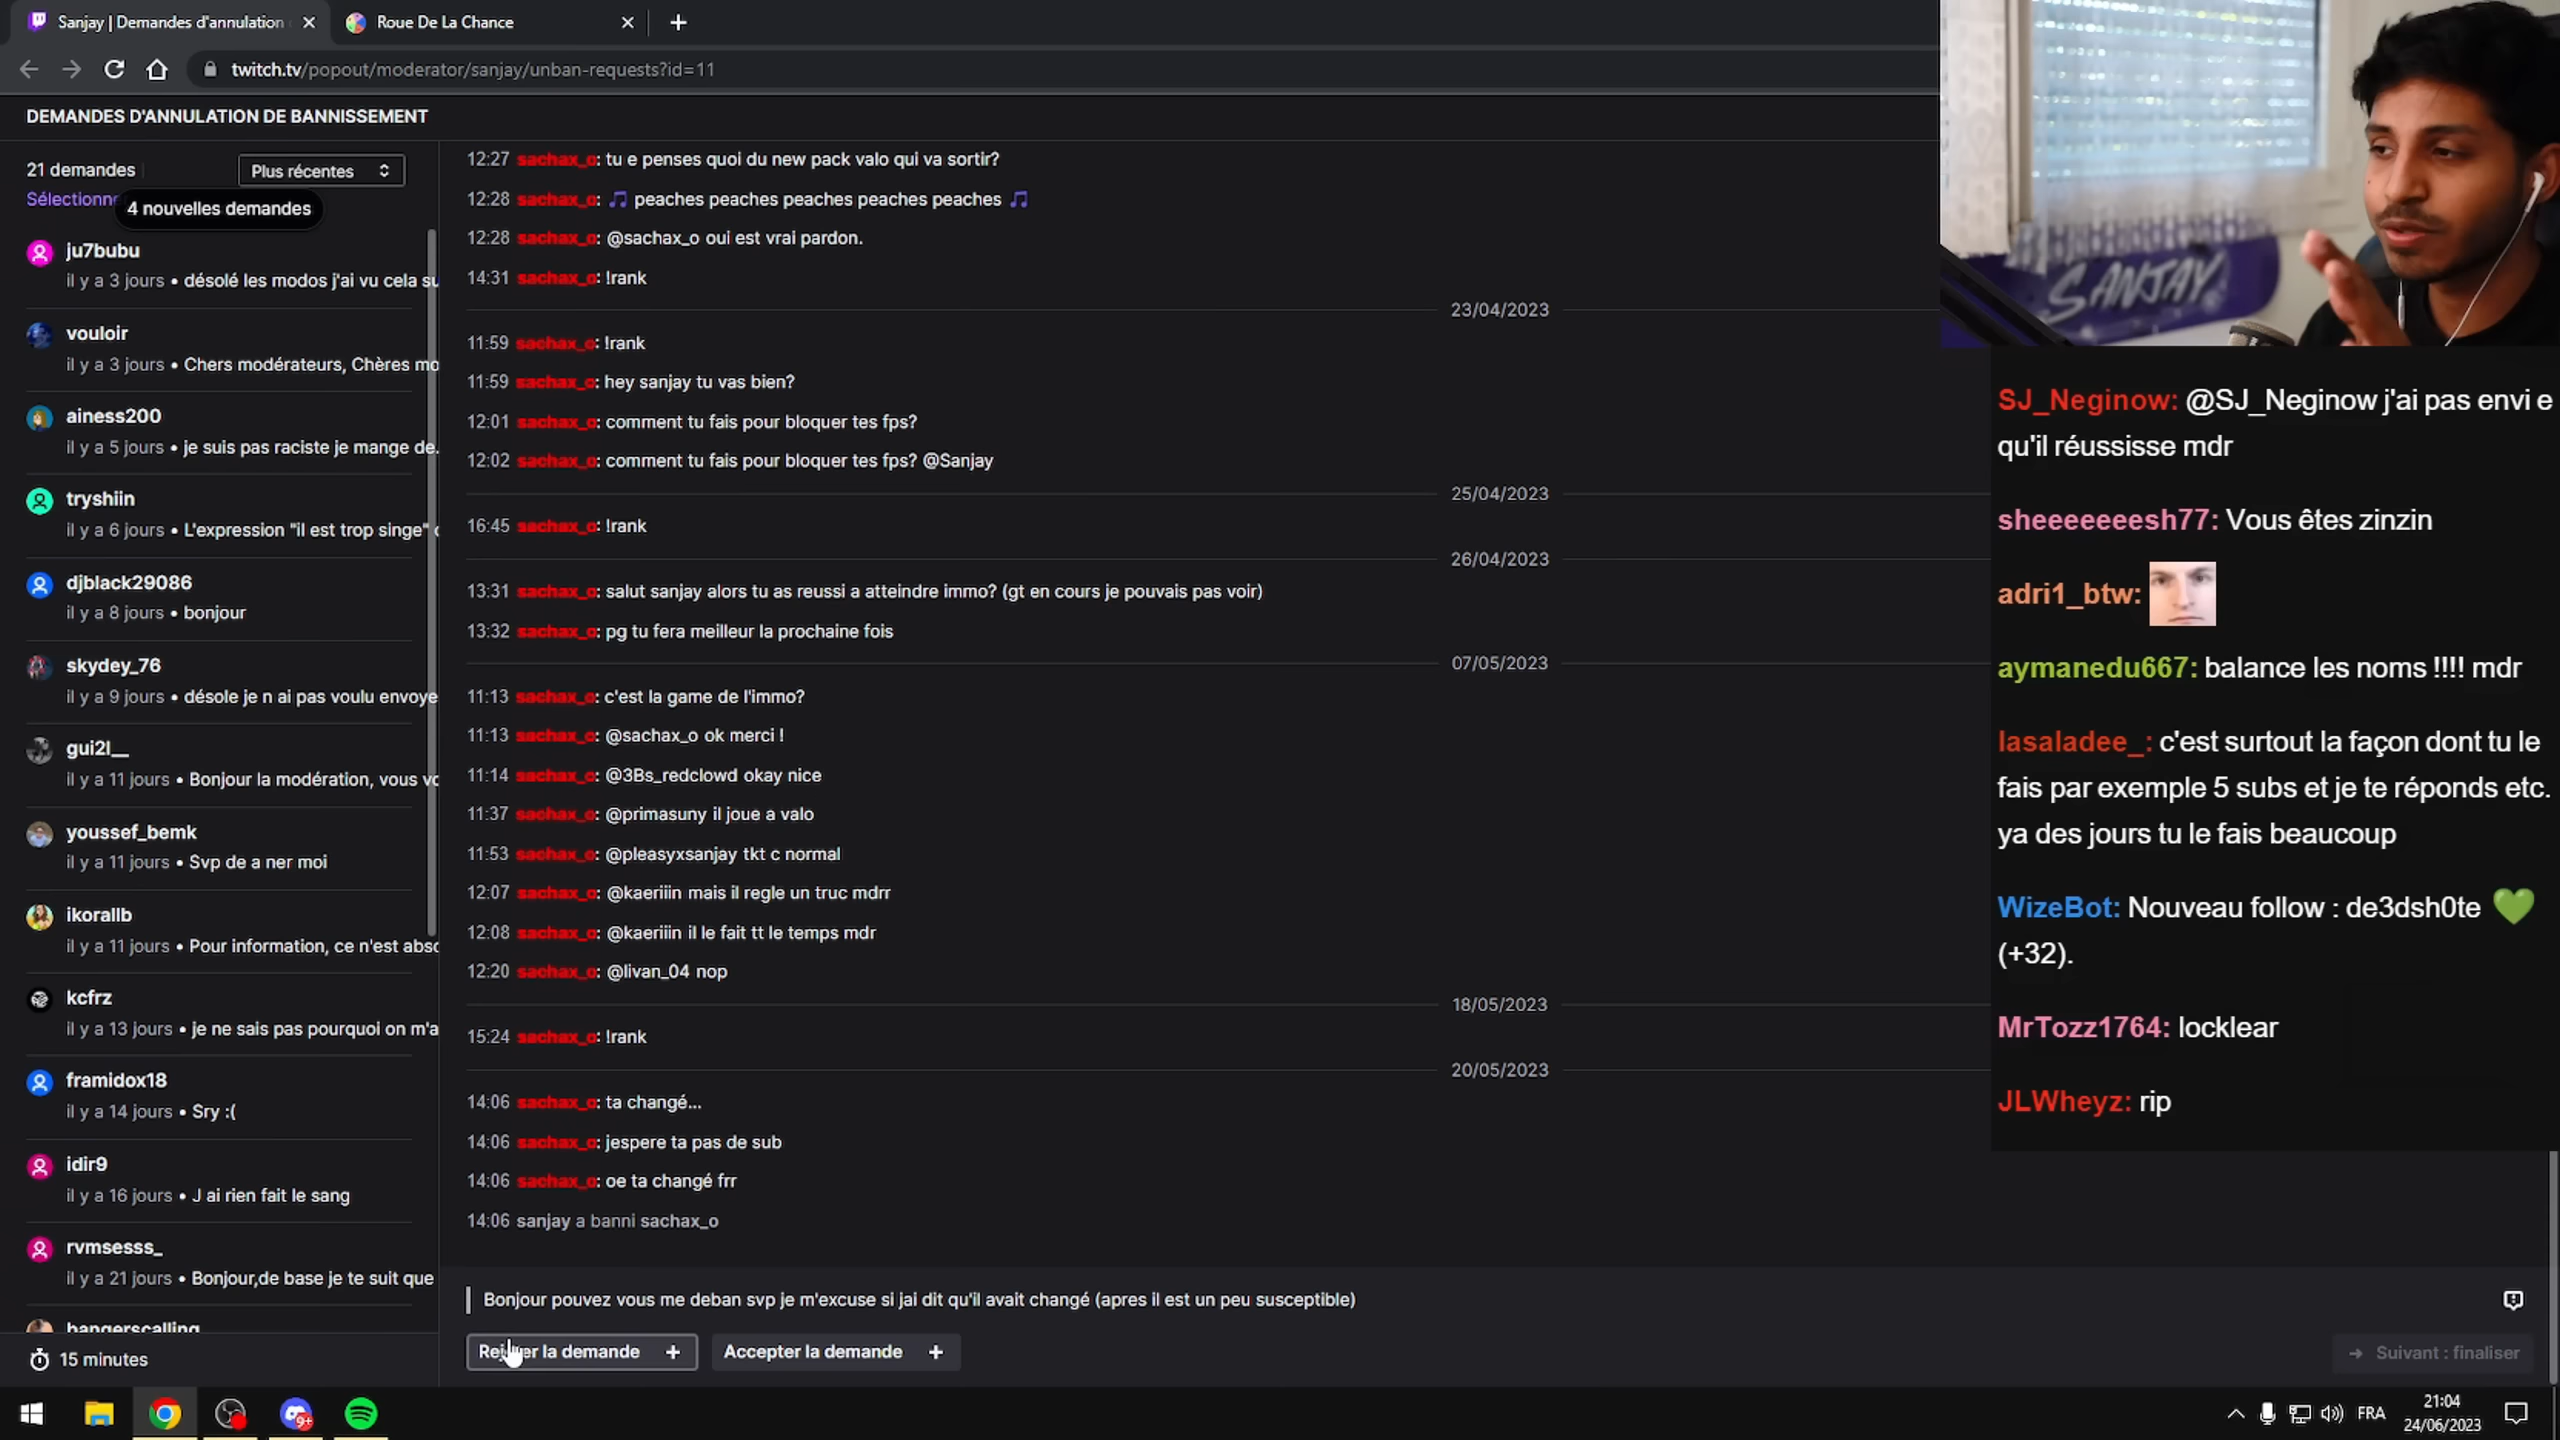 Sanjay | Demandes d'annulation
Roue De La Chance
twitch.tv/popout/moderator/sanjay/unban-requests?id=11
DEMANDES D'ANNULATION DE BANNISSEMENT
21 demandes
Plus récentes
Sélectionne
4 nouvelles demandes
ju7bubu
il y a 3 jours • désolé les modos j'ai vu cela su
vouloir
il y a 3 jours • Chers modérateurs, Chères mo
ainess200
il y a 5 jours • je suis pas raciste je mange de.
tryshiin
il y a 6 jours • L'expression "il est trop singe" c
djblack29086
il y a 8 jours • bonjour
skydey_76
il y a 9 jours • désole je n ai pas voulu envoye
gui2l__
il y a 11 jours • Bonjour la modération, vous vo
youssef_bemk
il y a 11 jours • Svp de a ner moi
ikorallb
il y a 11 jours • Pour information, ce n'est abso
kcfrz
il y a 13 jours • je ne sais pas pourquoi on m'a
framidox18
il y a 14 jours • Sry :(
idir9
il y a 16 jours • J ai rien fait le sang
rvmsesss_
il y a 21 jours • Bonjour,de base je te suit que
bangerscalling
15 minutes
12:27 sachax_o: tu e penses quoi du new pack valo qui va sortir?
12:28 sachax_o: 🎵 peaches peaches peaches peaches peaches 🎵
12:28 sachax_o: @sachax_o oui est vrai pardon.
14:31 sachax_o: !rank
23/04/2023
11:59 sachax_o: !rank
11:59 sachax_o: hey sanjay tu vas bien?
12:01 sachax_o: comment tu fais pour bloquer tes fps?
12:02 sachax_o: comment tu fais pour bloquer tes fps? @Sanjay
25/04/2023
16:45 sachax_o: !rank
26/04/2023
13:31 sachax_o: salut sanjay alors tu as reussi a atteindre immo? (gt en cours je pouvais pas voir)
13:32 sachax_o: pg tu fera meilleur la prochaine fois
07/05/2023
11:13 sachax_o: c'est la game de l'immo?
11:13 sachax_o: @sachax_o ok merci !
11:14 sachax_o: @3Bs_redclowd okay nice
11:37 sachax_o: @primasuny il joue a valo
11:53 sachax_o: @pleasyxsanjay tkt c normal
12:07 sachax_o: @kaeriiin mais il regle un truc mdrr
12:08 sachax_o: @kaeriiin il le fait tt le temps mdr
12:20 sachax_o: @livan_04 nop
18/05/2023
15:24 sachax_o: !rank
20/05/2023
14:06 sachax_o: ta changé...
14:06 sachax_o: jespere ta pas de sub
14:06 sachax_o: oe ta changé frr
14:06 sanjay a banni sachax_o
Bonjour pouvez vous me deban svp je m'excuse si jai dit qu'il avait changé (apres il est un peu susceptible)
la demande +
Accepter la demande +
→ Suivant : finaliser
SANJAY
SJ_Neginow: @SJ_Neginow j'ai pas envi e
qu'il réussisse mdr
sheeeeeeesh77: Vous êtes zinzin
adri1_btw:
aymanedu667: balance les noms !!!! mdr
lasaladee_: c'est surtout la façon dont tu le
fais par exemple 5 subs et je te réponds etc.
ya des jours tu le fais beaucoup
WizeBot: Nouveau follow : de3dsh0te 💚
(+32).
MrTozz1764: locklear
JLWheyz: rip
9+
FRA
21:04
24/06/2023